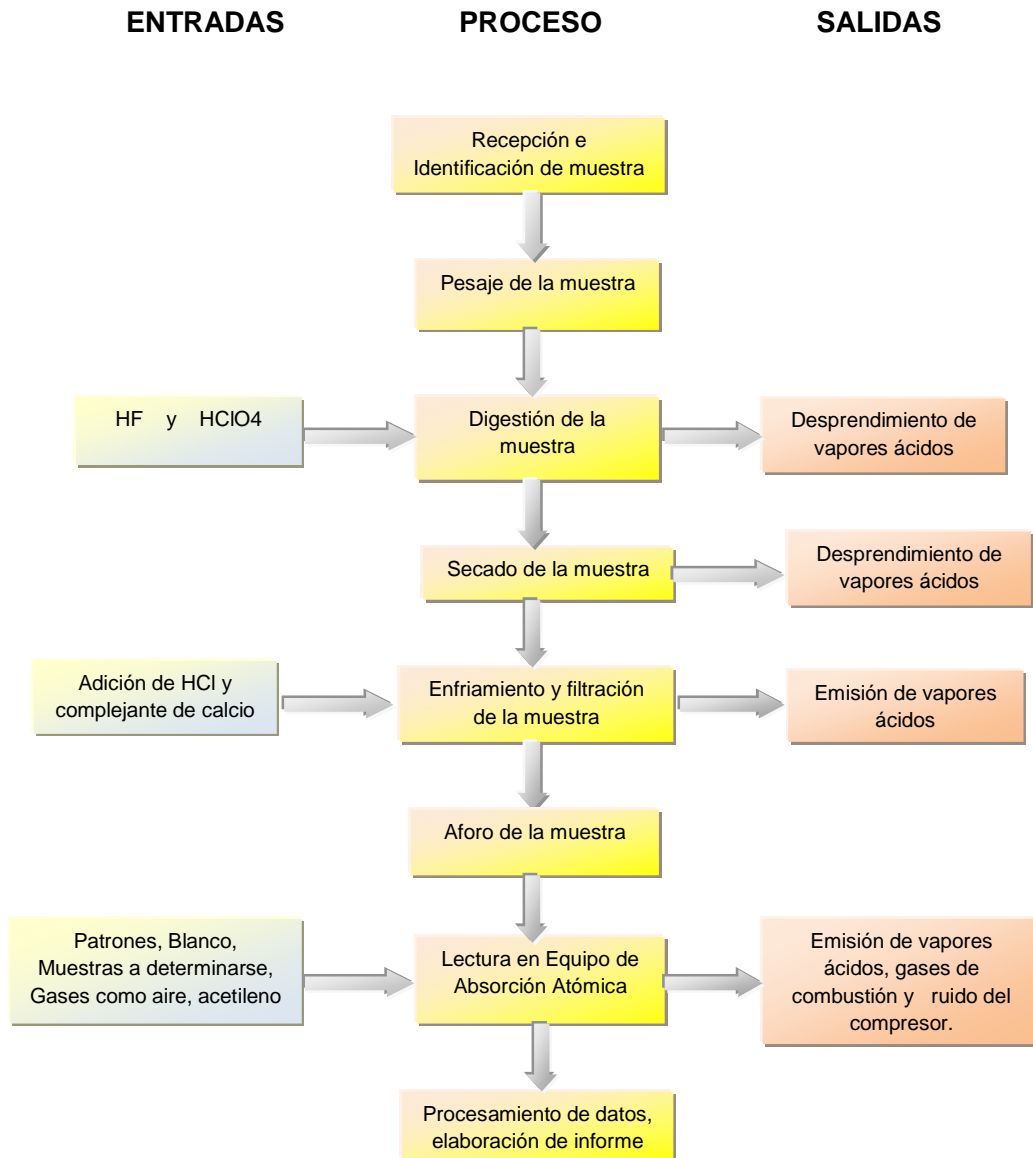 ENTRADAS PROCESO SALIDAS
Recepción e
Identificación de muestra
Pesaje de la muestra
HF y HClO4
Digestión de la
muestra
Desprendimiento de
vapores ácidos
Secado de la muestra
Desprendimiento de
vapores ácidos
Adición de HCl y
complejante de calcio
Enfriamiento y filtración
de la muestra
Emisión de vapores
ácidos
Aforo de la muestra
Patrones, Blanco,
Muestras a determinarse,
Gases como aire, acetileno
Lectura en Equipo de
Absorción Atómica
Emisión de vapores
ácidos, gases de
combustión y ruido del
compresor.
Procesamiento de datos,
elaboración de informe